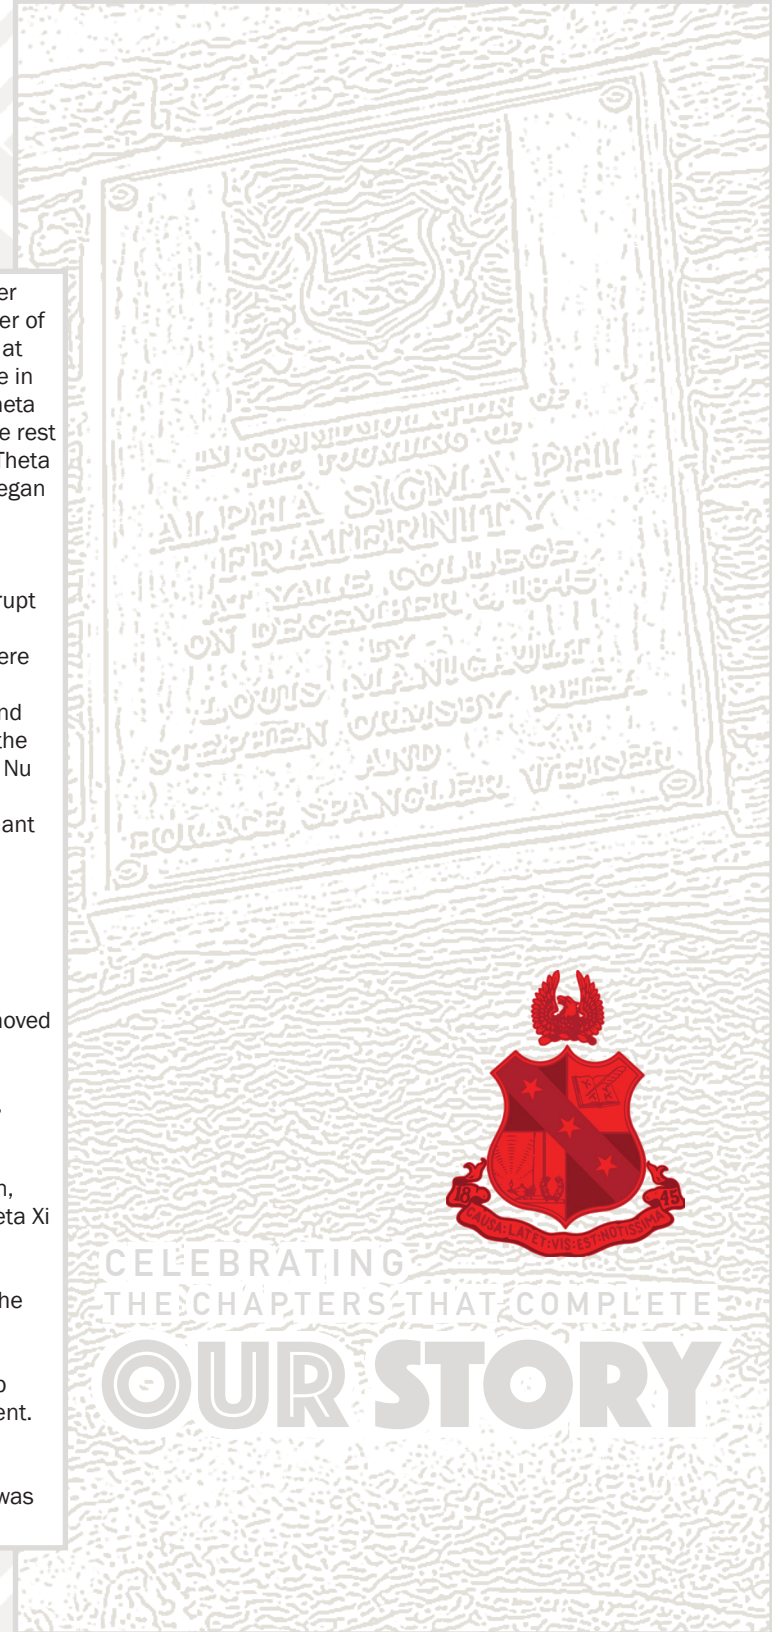 er
er of
at
e in
heta
e rest
Theta
egan
rupt
ere
nd
the
Nu
ant
noved
n,
eta Xi
he
o
ent.
was
IN COMMEMORATION OF
THE FOUNDING OF
ALPHA SIGMA PHI
FRATERNITY
AT YALE COLLEGE
ON DECEMBER 6, 1845
BY
LOUIS MANIGAULT
STEPHEN ORMSBY RHEA
AND
HORACE SPANGLER WEISER
18 45
CAUSA:LATET:VIS:EST:NOTISSIMA
CELEBRATING
THE CHAPTERS THAT COMPLETE
OUR STORY